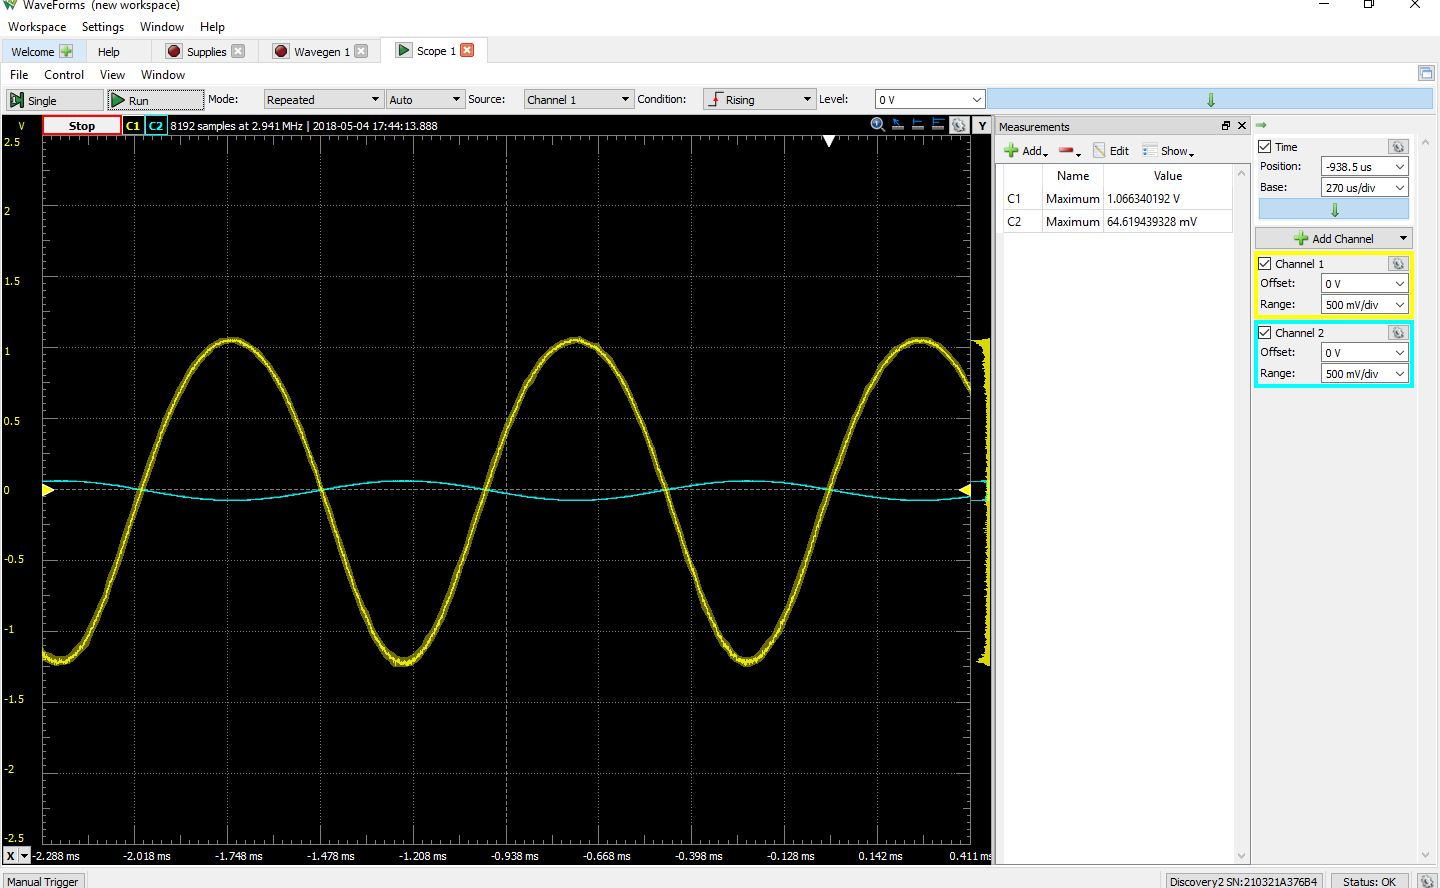 WaveForms (new workspace)
Workspace Settings Window Help
Welcome Help Supplies Wavegen 1 Scope 1
File Control View Window
Single Run Mode: Repeated Auto Source: Channel 1 Condition: Rising Level: 0 V
V Stop C1 C2 8192 samples at 2.941 MHz | 2018-05-04 17:44:13.888 Y
2.5
2
1.5
1
0.5
0
-0.5
-1
-1.5
-2
-2.5
X -2.288 ms -2.018 ms -1.748 ms -1.478 ms -1.208 ms -0.938 ms -0.668 ms -0.398 ms -0.128 ms 0.142 ms 0.411 ms
Measurements
Add Edit Show
Name Value
C1 Maximum 1.066340192 V
C2 Maximum 64.619439328 mV
Time
Position: -938.5 us
Base: 270 us/div
Add Channel
Channel 1
Offset: 0 V
Range: 500 mV/div
Channel 2
Offset: 0 V
Range: 500 mV/div
Manual Trigger Discovery2 SN:210321A376B4 Status: OK